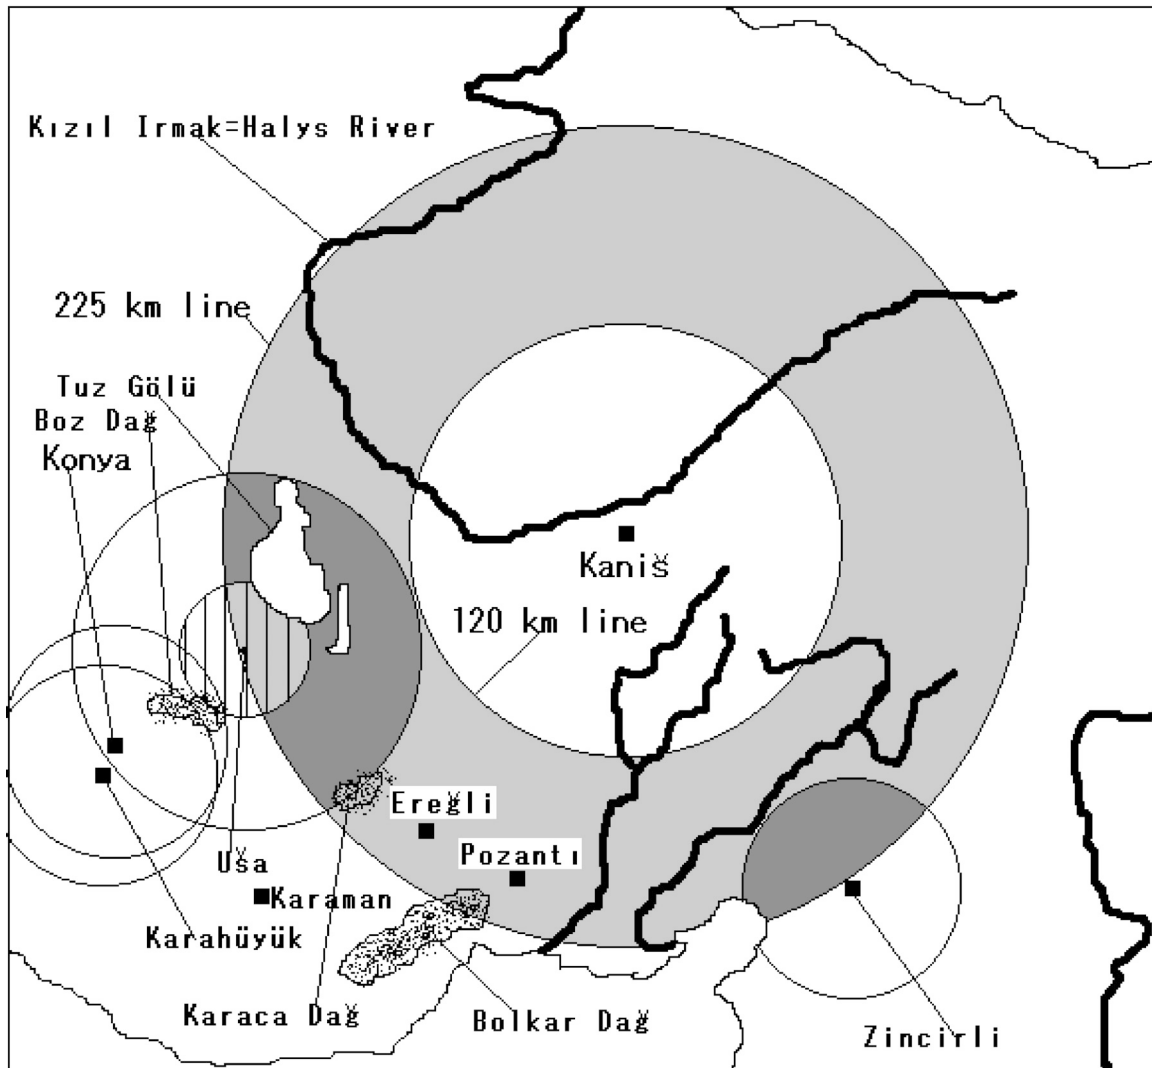 Kızıl Irmak=Halys River
225 km line
Tuz Gölü
Boz Dağ
Konya
Kaniš
120 km line
Ereğli
Pozantı
Uša
Karaman
Karahüyük
Karaca Dağ
Bolkar Dağ
Zincirli